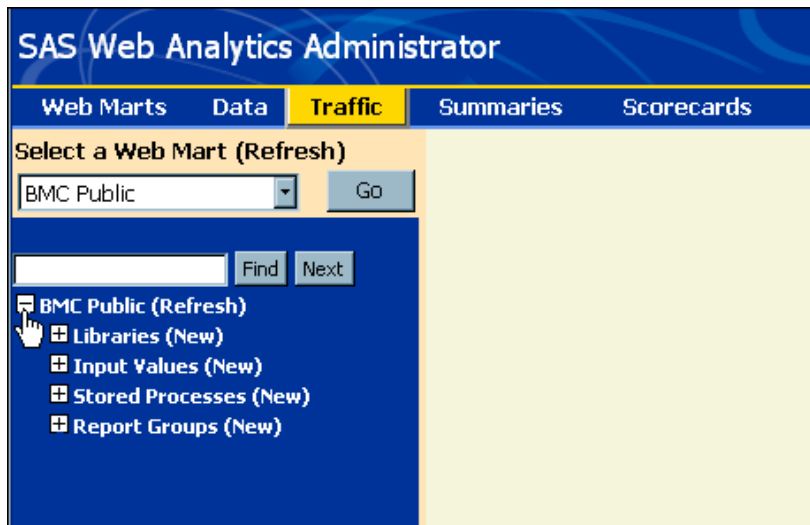 SAS Web Analytics Administrator
Web Marts Data Traffic Summaries Scorecards
Select a Web Mart (Refresh)
BMC Public Go
Find Next
BMC Public (Refresh)
Libraries (New)
Input Values (New)
Stored Processes (New)
Report Groups (New)